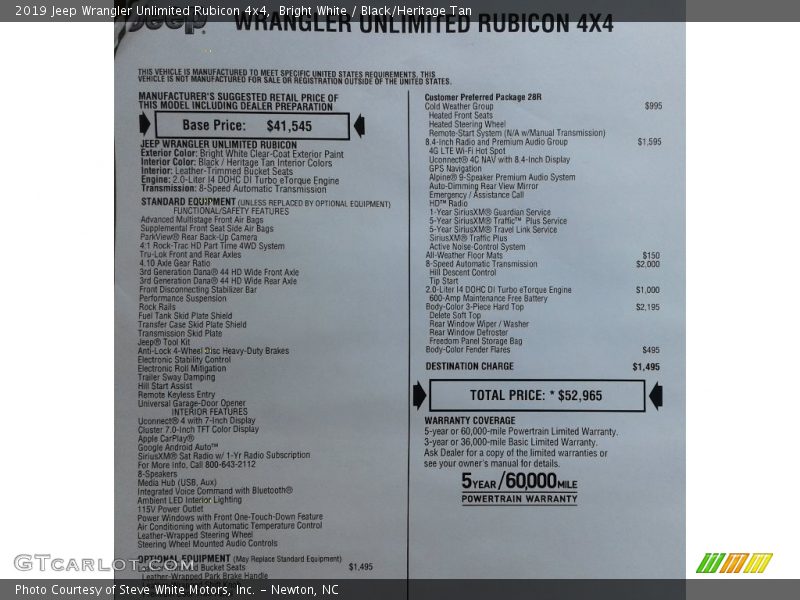 2019 Jeep Wrangler Unlimited Rubicon 4x4, Bright White / Black/Heritage Tan
Jeep
WRANGLER UNLIMITED RUBICON 4X4
THIS VEHICLE IS MANUFACTURED TO MEET SPECIFIC UNITED STATES REQUIREMENTS. THIS
VEHICLE IS NOT MANUFACTURED FOR SALE OR REGISTRATION OUTSIDE OF THE UNITED STATES.
MANUFACTURER'S SUGGESTED RETAIL PRICE OF
THIS MODEL INCLUDING DEALER PREPARATION
Base Price: $41,545
JEEP WRANGLER UNLIMITED RUBICON
Exterior Color: Bright White Clear-Coat Exterior Paint
Interior Color: Black / Heritage Tan Interior Colors
Interior: Leather-Trimmed Bucket Seats
Engine: 2.0-Liter I4 DOHC DI Turbo eTorque Engine
Transmission: 8-Speed Automatic Transmission
STANDARD EQUIPMENT (UNLESS REPLACED BY OPTIONAL EQUIPMENT)
FUNCTIONAL/SAFETY FEATURES
Advanced Multistage Front Air Bags
Supplemental Front Seat Side Air Bags
ParkView® Rear Back-Up Camera
4:1 Rock-Trac HD Part Time 4WD System
Tru-Lok Front and Rear Axles
4.10 Axle Gear Ratio
3rd Generation Dana® 44 HD Wide Front Axle
3rd Generation Dana® 44 HD Wide Rear Axle
Front Disconnecting Stabilizer Bar
Performance Suspension
Rock Rails
Fuel Tank Skid Plate Shield
Transfer Case Skid Plate Shield
Transmission Skid Plate
Jeep® Tool Kit
Anti-Lock 4-Wheel Disc Heavy-Duty Brakes
Electronic Stability Control
Electronic Roll Mitigation
Trailer Sway Damping
Hill Start Assist
Remote Keyless Entry
Universal Garage-Door Opener
INTERIOR FEATURES
Uconnect® 4 with 7-Inch Display
Cluster 7.0-Inch TFT Color Display
Apple CarPlay®
Google Android Auto™
SiriusXM® Sat Radio w/ 1-Yr Radio Subscription
For More Info, Call 800-643-2112
8-Speakers
Media Hub (USB, Aux)
Integrated Voice Command with Bluetooth®
Ambient LED Interior Lighting
115V Power Outlet
Power Windows with Front One-Touch-Down Feature
Air Conditioning with Automatic Temperature Control
Leather-Wrapped Steering Wheel
Steering Wheel Mounted Audio Controls
OPTIONAL EQUIPMENT (May Replace Standard Equipment)
Bucket Seats $1,495
Leather-Wrapped Park Brake Handle
Customer Preferred Package 28R
Cold Weather Group $995
Heated Front Seats
Heated Steering Wheel
Remote-Start System (N/A w/Manual Transmission)
8.4-Inch Radio and Premium Audio Group $1,595
4G LTE Wi-Fi Hot Spot
Uconnect® 4C NAV with 8.4-Inch Display
GPS Navigation
Alpine® 9-Speaker Premium Audio System
Auto-Dimming Rear View Mirror
Emergency / Assistance Call
HD™ Radio
1-Year SiriusXM® Guardian Service
5-Year SiriusXM® Traffic™ Plus Service
5-Year SiriusXM® Travel Link Service
SiriusXM® Traffic Plus
Active Noise-Control System
All-Weather Floor Mats $150
8-Speed Automatic Transmission $2,000
Hill Descent Control
Tip Start
2.0-Liter I4 DOHC DI Turbo eTorque Engine $1,000
600-Amp Maintenance Free Battery
Body-Color 3-Piece Hard Top $2,195
Delete Soft Top
Rear Window Wiper / Washer
Rear Window Defroster
Freedom Panel Storage Bag
Body-Color Fender Flares $495
DESTINATION CHARGE $1,495
TOTAL PRICE: * $52,965
WARRANTY COVERAGE
5-year or 60,000-mile Powertrain Limited Warranty.
3-year or 36,000-mile Basic Limited Warranty.
Ask Dealer for a copy of the limited warranties or
see your owner's manual for details.
5YEAR/60,000MILE
POWERTRAIN WARRANTY
GTcarlot.com
Photo Courtesy of Steve White Motors, Inc. – Newton, NC